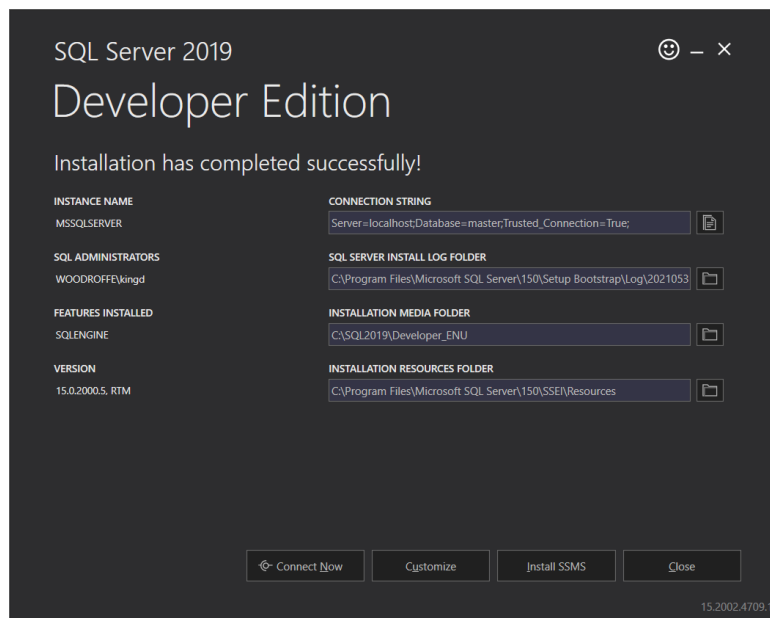 SQL Server 2019
Developer Edition
Installation has completed successfully!
INSTANCE NAME
MSSQLSERVER
CONNECTION STRING
Server=localhost;Database=master;Trusted_Connection=True;
SQL ADMINISTRATORS
WOODROFFE\kingd
SQL SERVER INSTALL LOG FOLDER
C:\Program Files\Microsoft SQL Server\150\Setup Bootstrap\Log\2021053
FEATURES INSTALLED
SQLENGINE
INSTALLATION MEDIA FOLDER
C:\SQL2019\Developer_ENU
VERSION
15.0.2000.5, RTM
INSTALLATION RESOURCES FOLDER
C:\Program Files\Microsoft SQL Server\150\SSEI\Resources
Connect Now
Customize
Install SSMS
Close
15.2002.4709.1